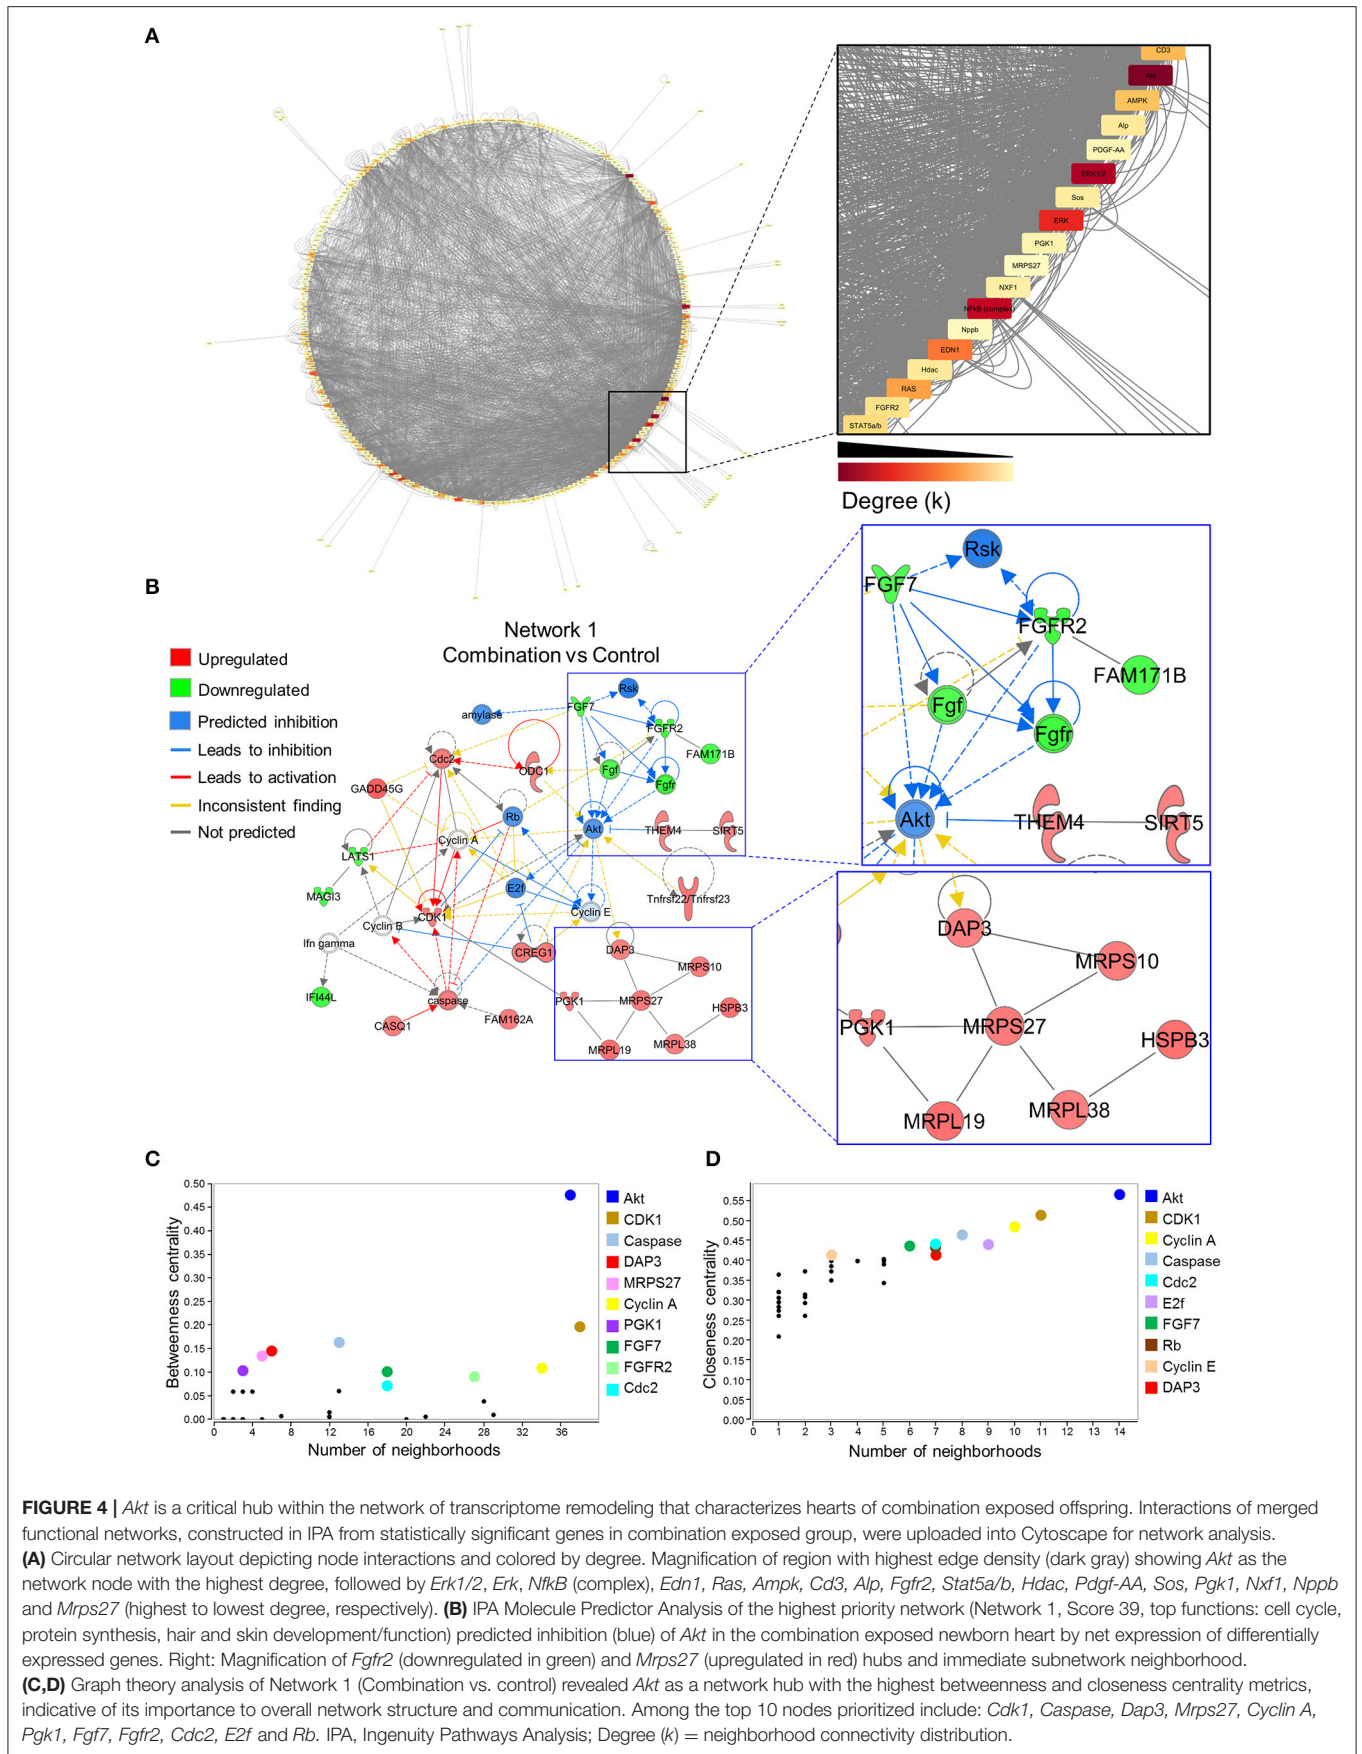 A
CD3
Akt
AMPK
Alp
PDGF-AA
ERK1/2
Sos
ERK
PGK1
MRPS27
NXF1
NFkB (complex)
Nppb
EDN1
Hdac
RAS
FGFR2
STAT5a/b
Degree (k)
B
Network 1
Combination vs Control
Upregulated
Downregulated
Predicted inhibition
Leads to inhibition
Leads to activation
Inconsistent finding
Not predicted
Rsk
FGF7
amylase
FGFR2
FAM171B
Cdc2
ODC1
Fgf
Fgfr
GADD45G
Rb
Akt
THEM4
SIRT5
Cyclin A
LATS1
MAGI3
E2f
Tnfrsf22/Tnfrsf23
Cyclin B
CDK1
Cyclin E
Ifn gamma
CREG1
DAP3
MRPS10
IFI44L
caspase
PGK1
MRPS27
HSPB3
CASQ1
FAM162A
MRPL19
MRPL38
Rsk
FGF7
FGFR2
FAM171B
Fgf
Fgfr
Akt
THEM4
SIRT5
DAP3
MRPS10
PGK1
MRPS27
HSPB3
MRPL19
MRPL38
C
Betweenness centrality
0.50
0.45
0.40
0.35
0.30
0.25
0.20
0.15
0.10
0.05
0.00
0 4 8 12 16 20 24 28 32 36
Number of neighborhoods
Akt
CDK1
Caspase
DAP3
MRPS27
Cyclin A
PGK1
FGF7
FGFR2
Cdc2
D
Closeness centrality
0.55
0.50
0.45
0.40
0.35
0.30
0.25
0.20
0.15
0.10
0.05
0.00
0 1 2 3 4 5 6 7 8 9 10 11 12 13 14
Number of neighborhoods
Akt
CDK1
Cyclin A
Caspase
Cdc2
E2f
FGF7
Rb
Cyclin E
DAP3
FIGURE 4 | Akt is a critical hub within the network of transcriptome remodeling that characterizes hearts of combination exposed offspring. Interactions of merged
functional networks, constructed in IPA from statistically significant genes in combination exposed group, were uploaded into Cytoscape for network analysis.
(A) Circular network layout depicting node interactions and colored by degree. Magnification of region with highest edge density (dark gray) showing Akt as the
network node with the highest degree, followed by Erk1/2, Erk, NfkB (complex), Edn1, Ras, Ampk, Cd3, Alp, Fgfr2, Stat5a/b, Hdac, Pdgf-AA, Sos, Pgk1, Nxf1, Nppb
and Mrps27 (highest to lowest degree, respectively). (B) IPA Molecule Predictor Analysis of the highest priority network (Network 1, Score 39, top functions: cell cycle,
protein synthesis, hair and skin development/function) predicted inhibition (blue) of Akt in the combination exposed newborn heart by net expression of differentially
expressed genes. Right: Magnification of Fgfr2 (downregulated in green) and Mrps27 (upregulated in red) hubs and immediate subnetwork neighborhood.
(C,D) Graph theory analysis of Network 1 (Combination vs. control) revealed Akt as a network hub with the highest betweenness and closeness centrality metrics,
indicative of its importance to overall network structure and communication. Among the top 10 nodes prioritized include: Cdk1, Caspase, Dap3, Mrps27, Cyclin A,
Pgk1, Fgf7, Fgfr2, Cdc2, E2f and Rb. IPA, Ingenuity Pathways Analysis; Degree (k) = neighborhood connectivity distribution.